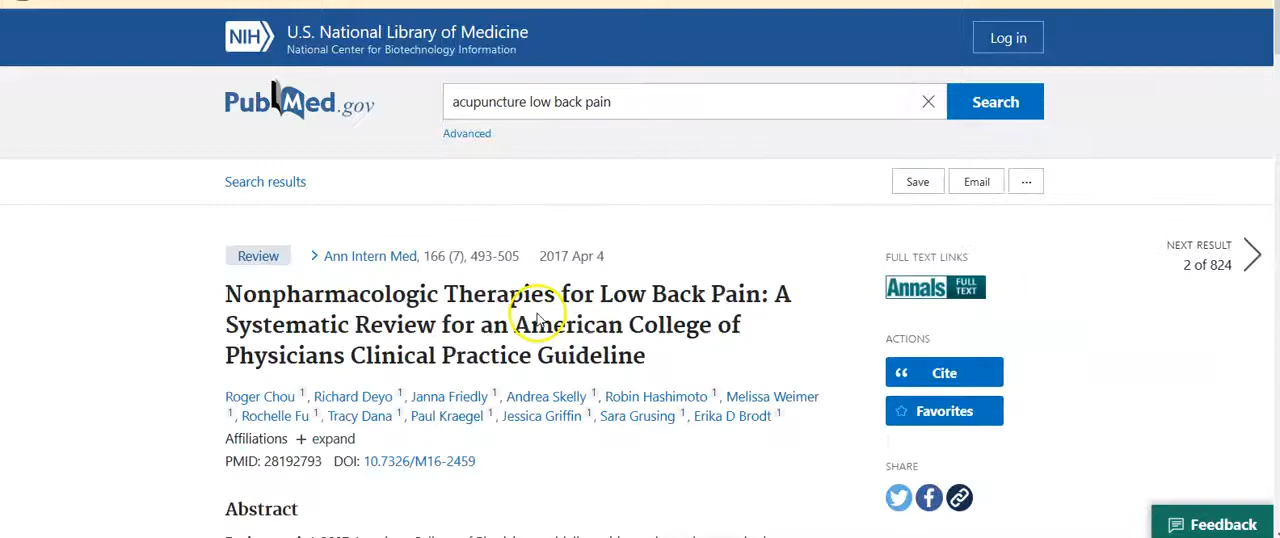 NIH U.S. National Library of Medicine
National Center for Biotechnology Information
Log in
PubMed.gov
acupuncture low back pain
Search
Advanced
Search results
Save
Email
...
Review
Ann Intern Med, 166 (7), 493-505 2017 Apr 4
NEXT RESULT
2 of 824
Nonpharmacologic Therapies for Low Back Pain: A
Systematic Review for an American College of
Physicians Clinical Practice Guideline
Roger Chou 1, Richard Deyo 1, Janna Friedly 1, Andrea Skelly 1, Robin Hashimoto 1, Melissa Weimer
1, Rochelle Fu 1, Tracy Dana 1, Paul Kraegel 1, Jessica Griffin 1, Sara Grusing 1, Erika D Brodt 1
Affiliations + expand
PMID: 28192793 DOI: 10.7326/M16-2459
Abstract
FULL TEXT LINKS
Annals FULL TEXT
ACTIONS
Cite
Favorites
SHARE
Feedback